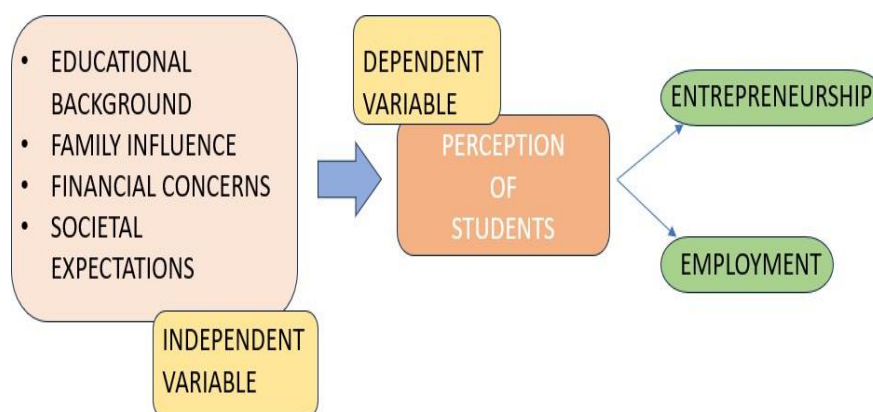 • EDUCATIONAL
BACKGROUND
• FAMILY INFLUENCE
• FINANCIAL CONCERNS
• SOCIETAL
EXPECTATIONS
INDEPENDENT
VARIABLE
DEPENDENT
VARIABLE
PERCEPTION
OF
STUDENTS
ENTREPRENEURSHIP
EMPLOYMENT